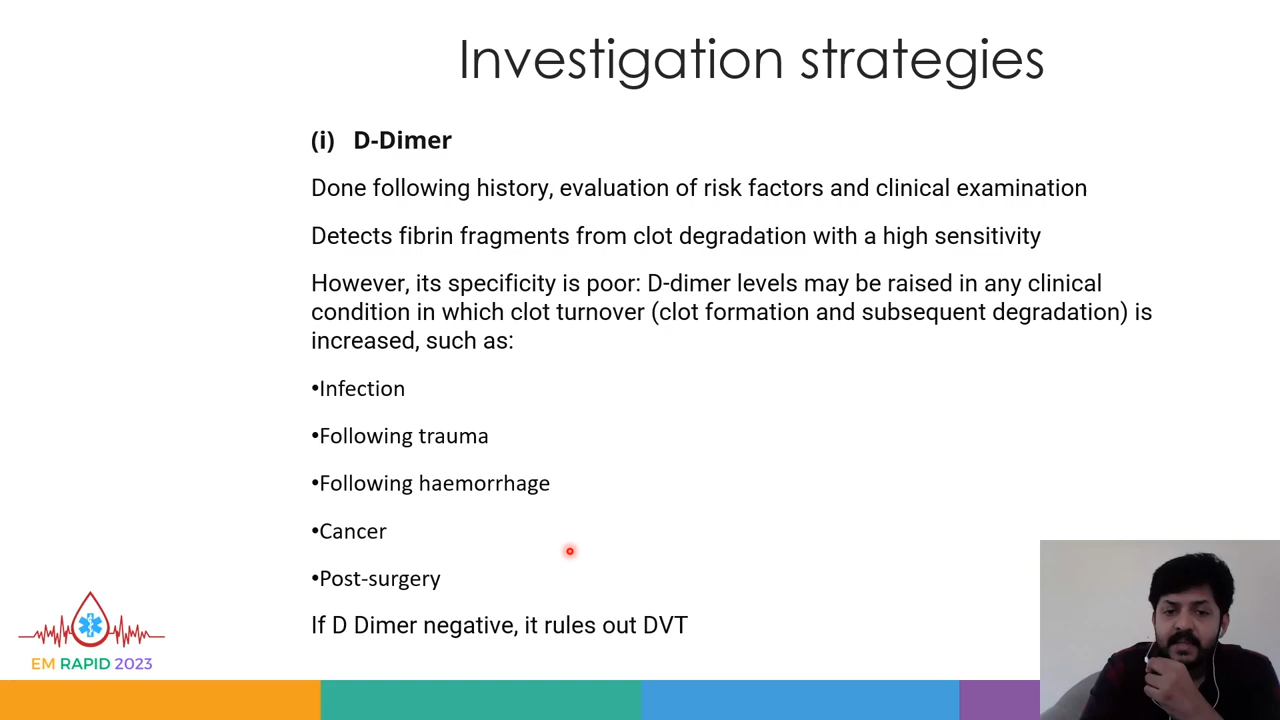 Investigation strategies
(i) D-Dimer
Done following history, evaluation of risk factors and clinical examination
Detects fibrin fragments from clot degradation with a high sensitivity
However, its specificity is poor: D-dimer levels may be raised in any clinical
condition in which clot turnover (clot formation and subsequent degradation) is
increased, such as:
•Infection
•Following trauma
•Following haemorrhage
•Cancer
•Post-surgery
If D Dimer negative, it rules out DVT
EM RAPID 2023